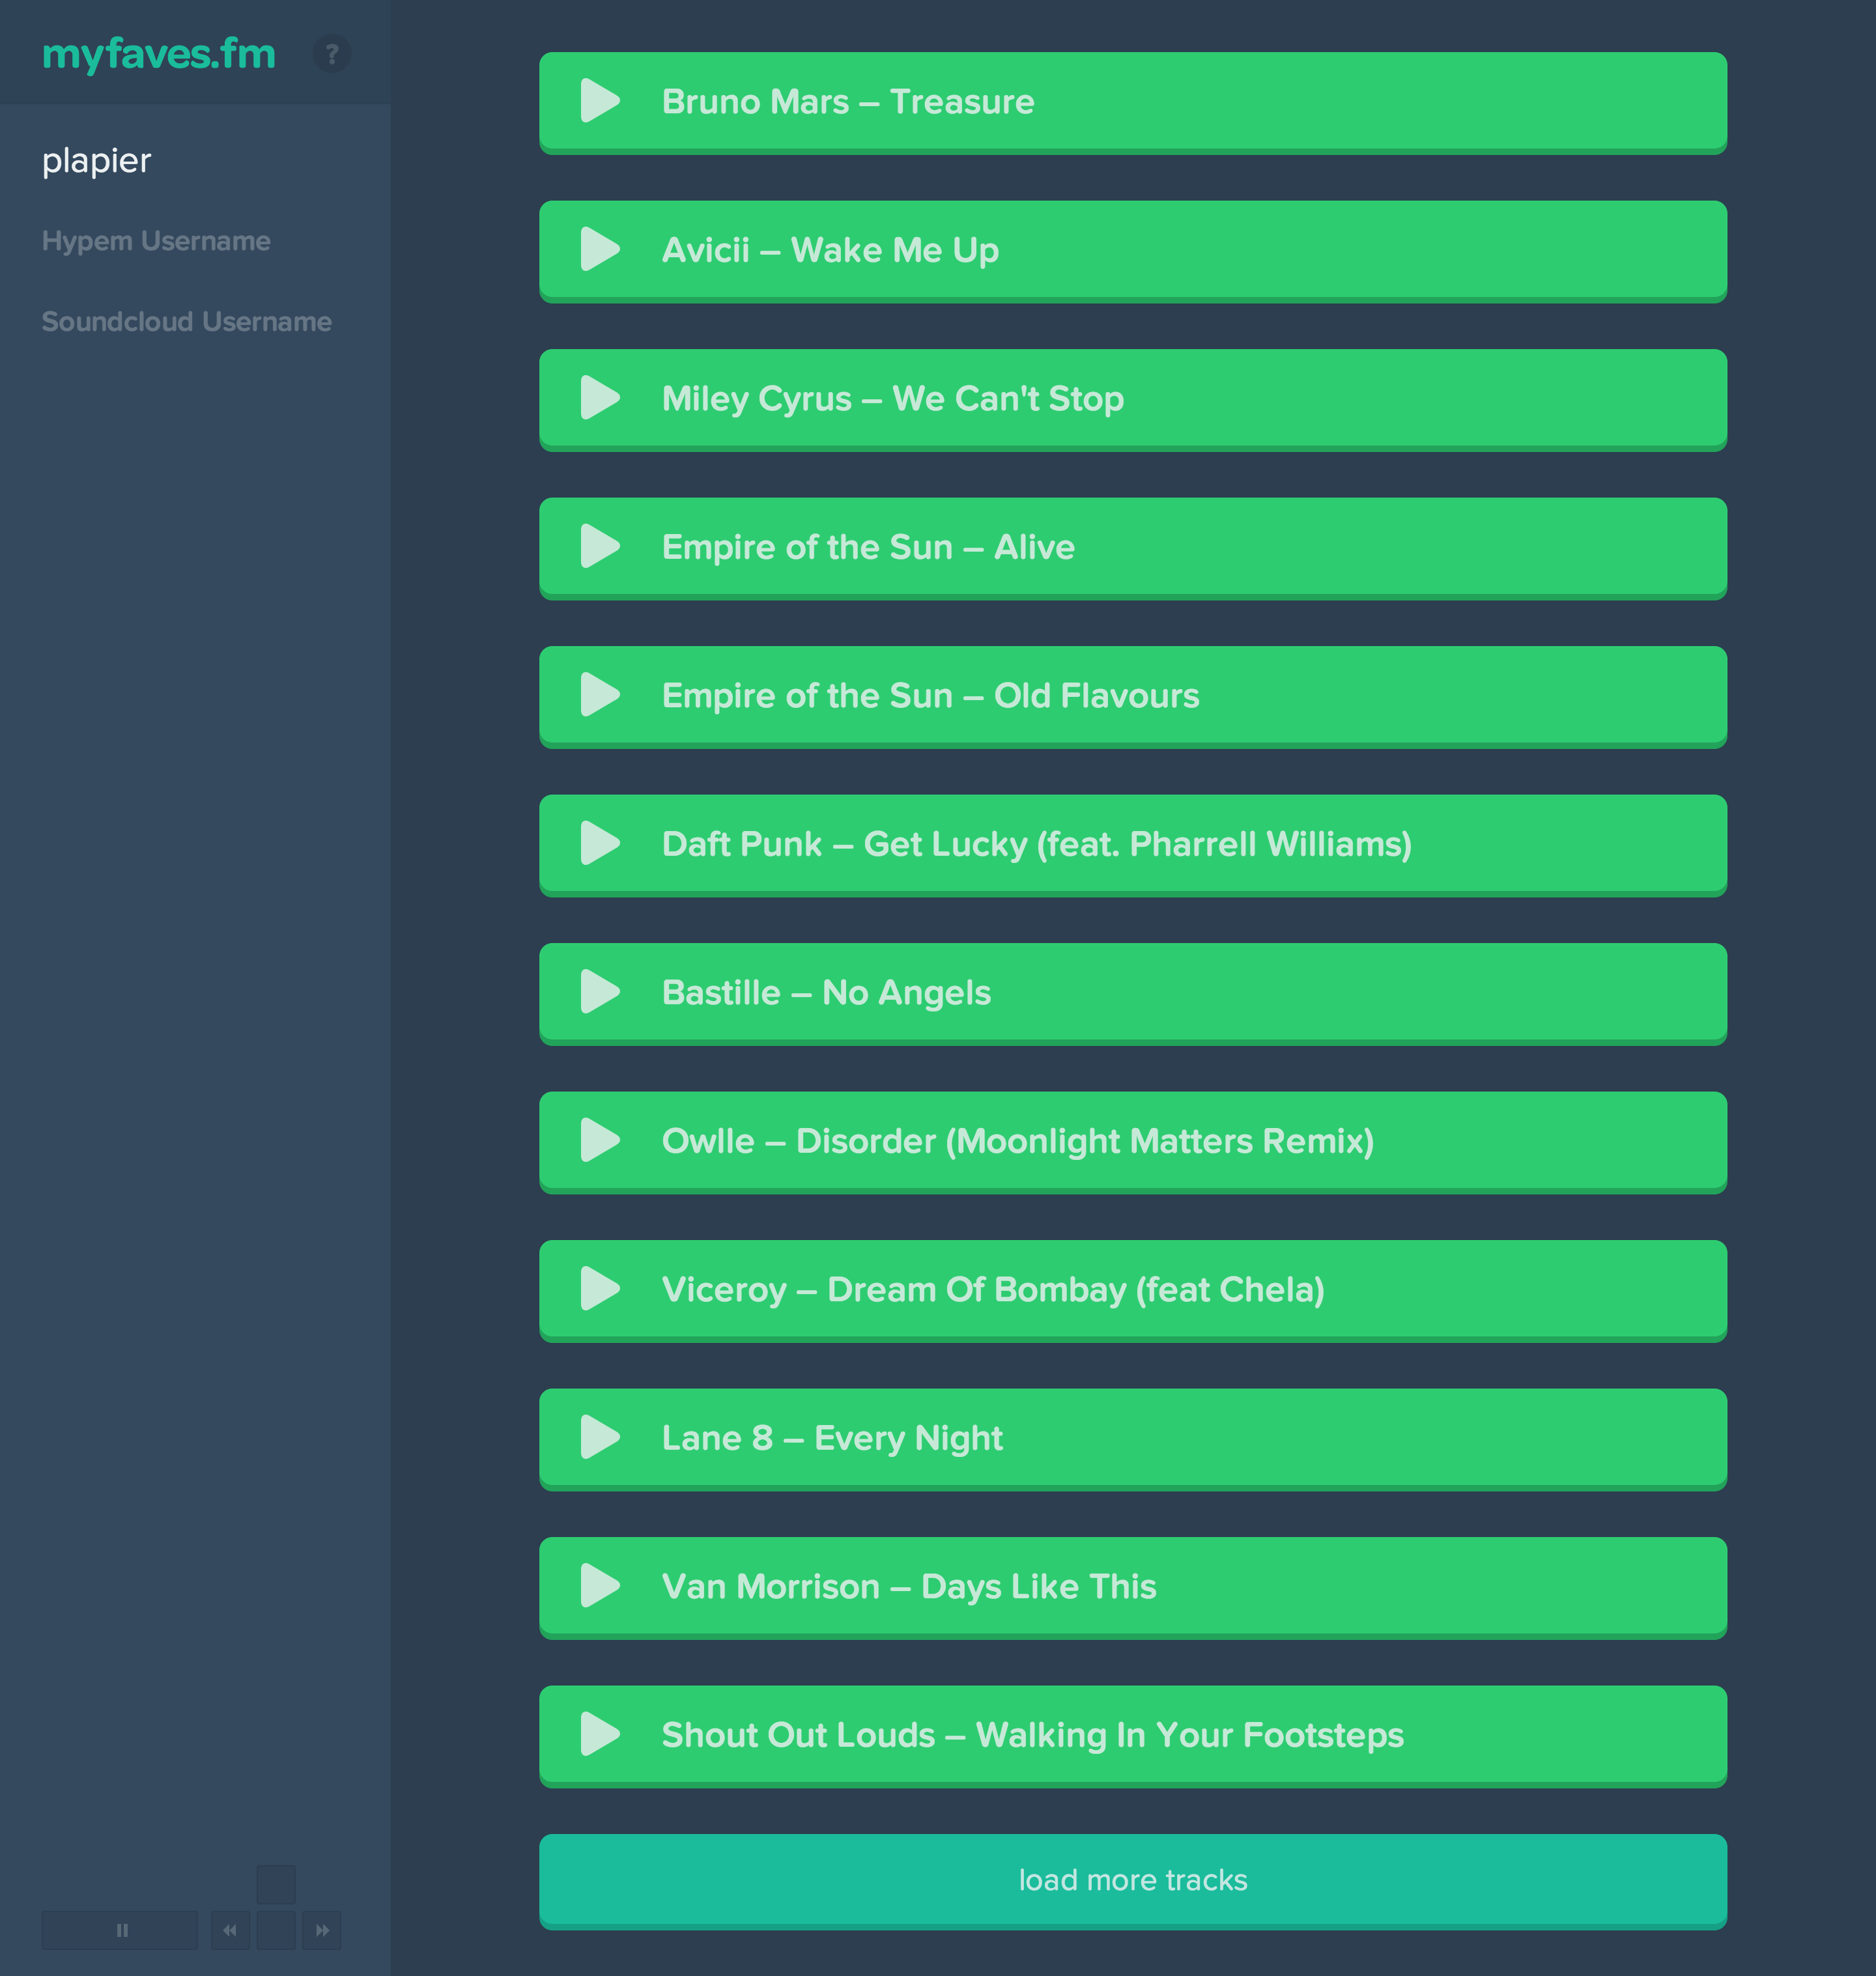 myfaves.fm
?
plapier
Hypem Username
Soundcloud Username
Bruno Mars – Treasure
Avicii – Wake Me Up
Miley Cyrus – We Can't Stop
Empire of the Sun – Alive
Empire of the Sun – Old Flavours
Daft Punk – Get Lucky (feat. Pharrell Williams)
Bastille – No Angels
Owlle – Disorder (Moonlight Matters Remix)
Viceroy – Dream Of Bombay (feat Chela)
Lane 8 – Every Night
Van Morrison – Days Like This
Shout Out Louds – Walking In Your Footsteps
load more tracks